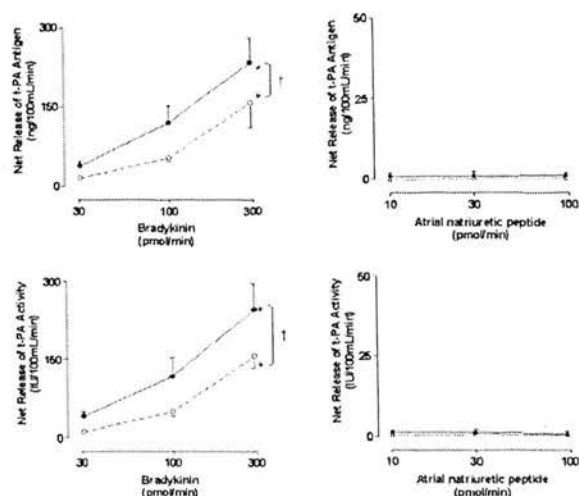 Net Release of t-PA Antigen
(ng/100mL/min)
300
150
0
30
100
300
Bradykinin
(pmol/min)
*
*
†
Net Release of t-PA Antigen
(ng/100mL/min)
50
25
0
10
30
100
Atrial natriuretic peptide
(pmol/min)
Net Release of t-PA Activity
(IU/100mL/min)
300
150
0
30
100
300
Bradykinin
(pmol/min)
*
*
†
Net Release of t-PA Activity
(IU/100mL/min)
50
25
0
10
30
100
Atrial natriuretic peptide
(pmol/min)